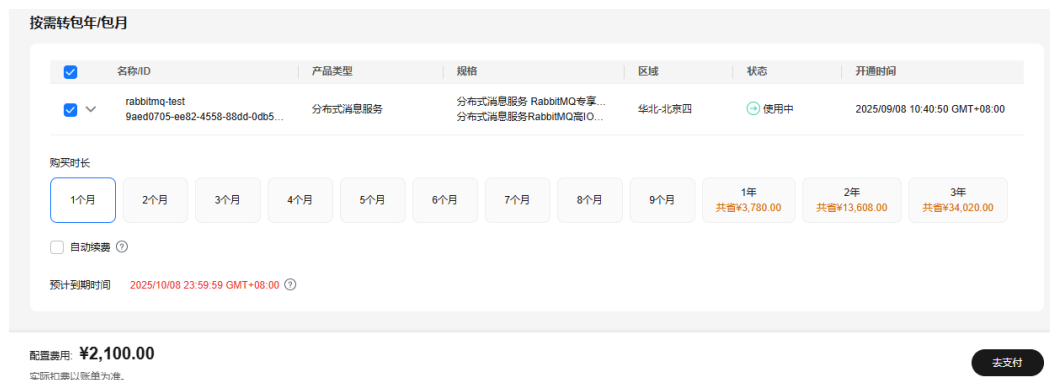 按需转包年/包月
名称/ID 产品类型 规格 区域 状态 开通时间
rabbitmq-test
9aed0705-ee82-4558-88dd-0db5...
分布式消息服务
分布式消息服务 RabbitMQ专享...
分布式消息服务RabbitMQ高IO...
华北-北京四
使用中
2025/09/08 10:40:50 GMT+08:00
购买时长
1个月 2个月 3个月 4个月 5个月 6个月 7个月 8个月 9个月
1年
共省¥3,780.00
2年
共省¥13,608.00
3年
共省¥34,020.00
自动续费 ?
预计到期时间 2025/10/08 23:59:59 GMT+08:00 ?
配置费用: ¥2,100.00
实际扣费以账单为准。
去支付